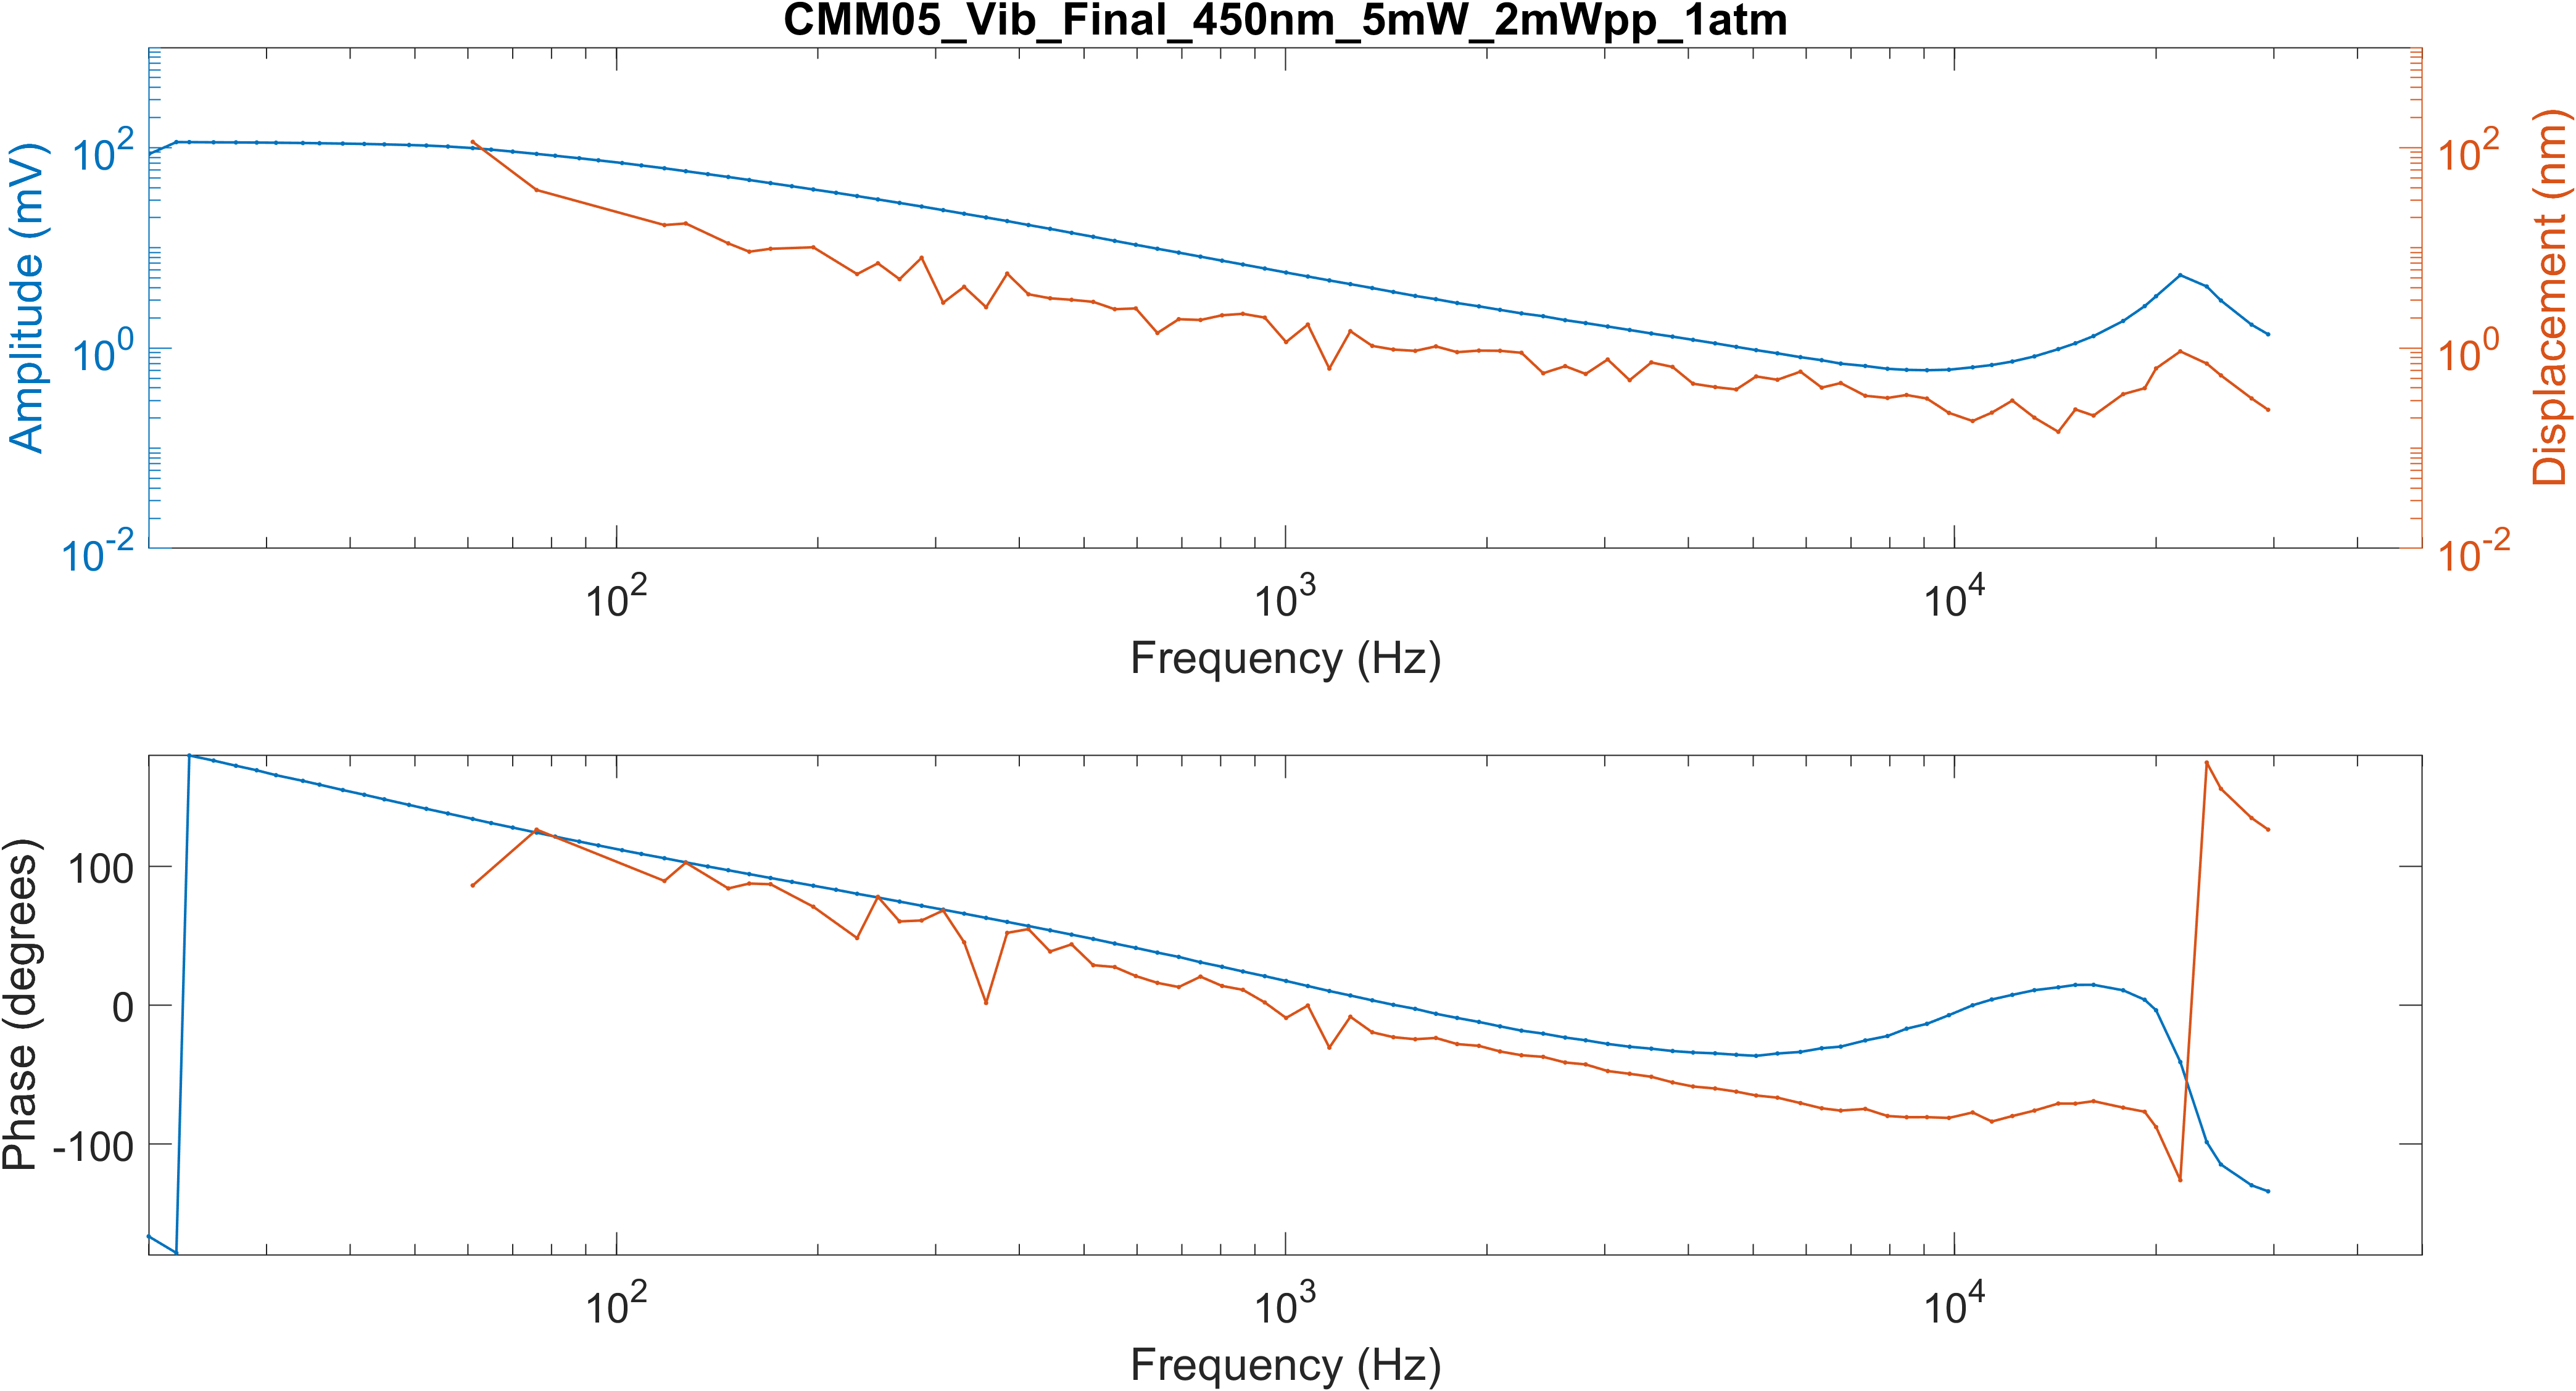 CMM05_Vib_Final_450nm_5mW_2mWpp_1atm
Amplitude (mV)
10^2
10^0
10^-2
Displacement (nm)
10^2
10^0
10^-2
10^2
10^3
10^4
Frequency (Hz)
Phase (degrees)
100
0
-100
10^2
10^3
10^4
Frequency (Hz)